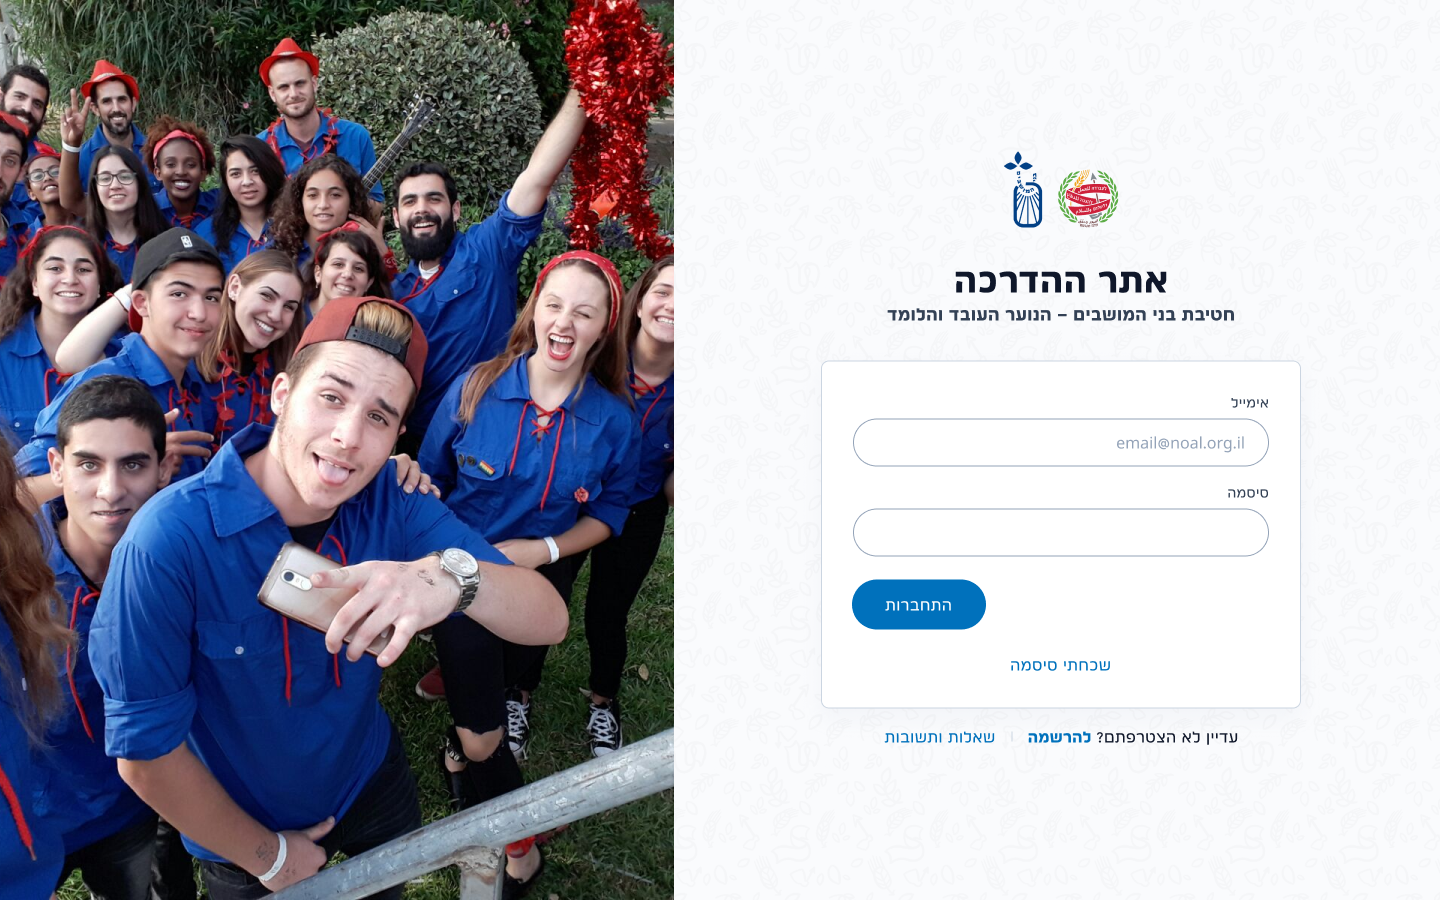 אתר ההדרכה
חטיבת בני המושבים – הנוער העובד והלומד
אימייל
email@noal.org.il
סיסמה
התחברות
שכחתי סיסמה
עדיין לא הצטרפתם? להרשמה | שאלות ותשובות